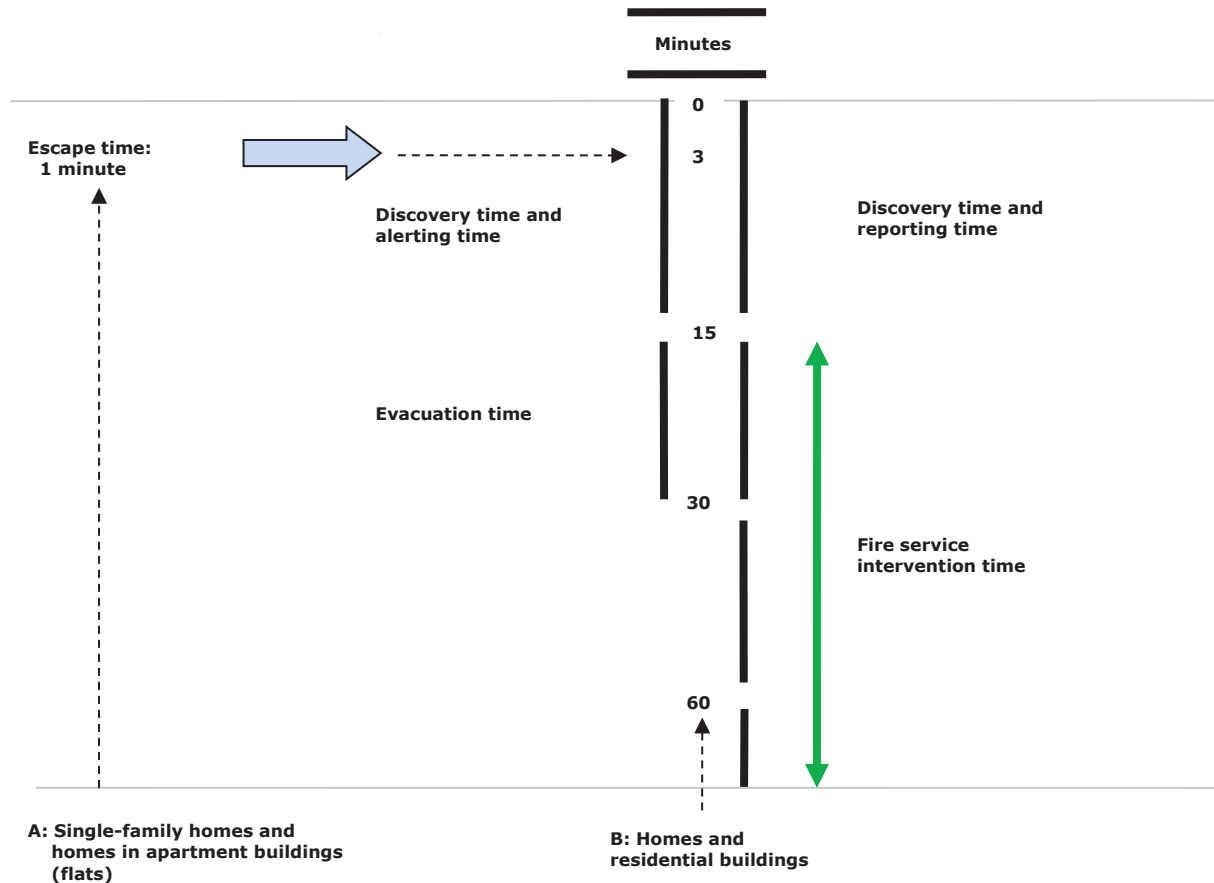 Minutes
0
Escape time:
1 minute
3
Discovery time and
alerting time
Discovery time and
reporting time
15
Evacuation time
30
Fire service
intervention time
60
A: Single-family homes and
homes in apartment buildings
(flats)
B: Homes and
residential buildings